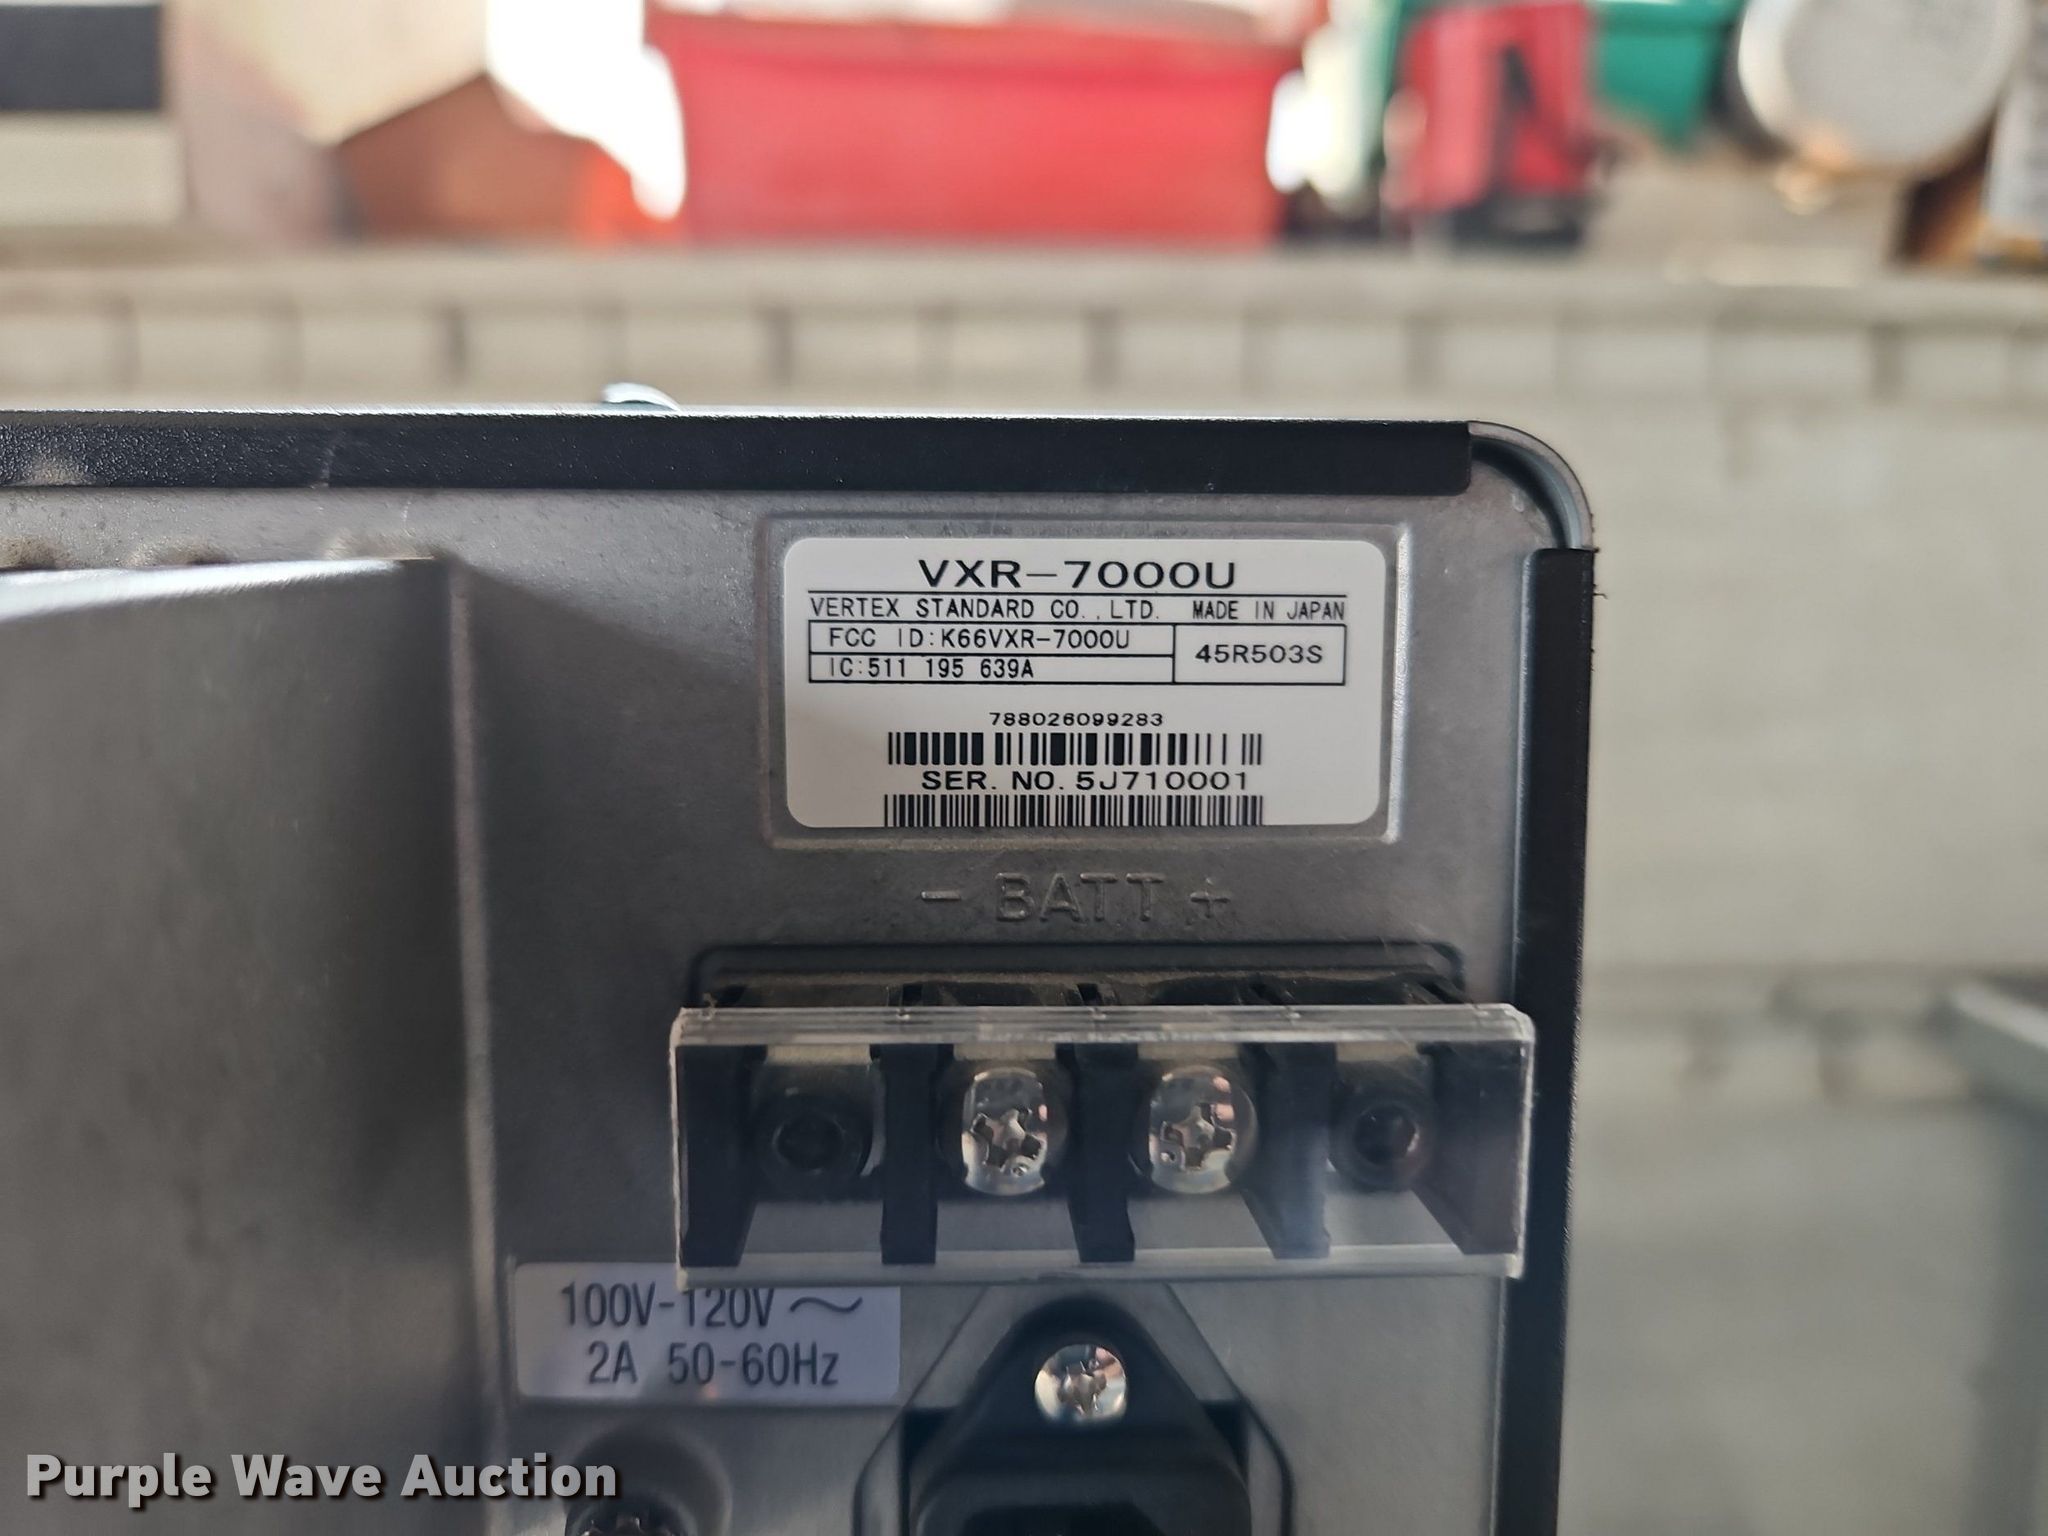 VXR-7000U
VERTEX STANDARD CO.,LTD. MADE IN JAPAN
FCC ID:K66VXR-7000U
45R503S
IC:511 195 639A
788026099283
SER. NO. 5J710001
- BATT +
100V-120V ~
2A 50-60Hz
Purple Wave Auction